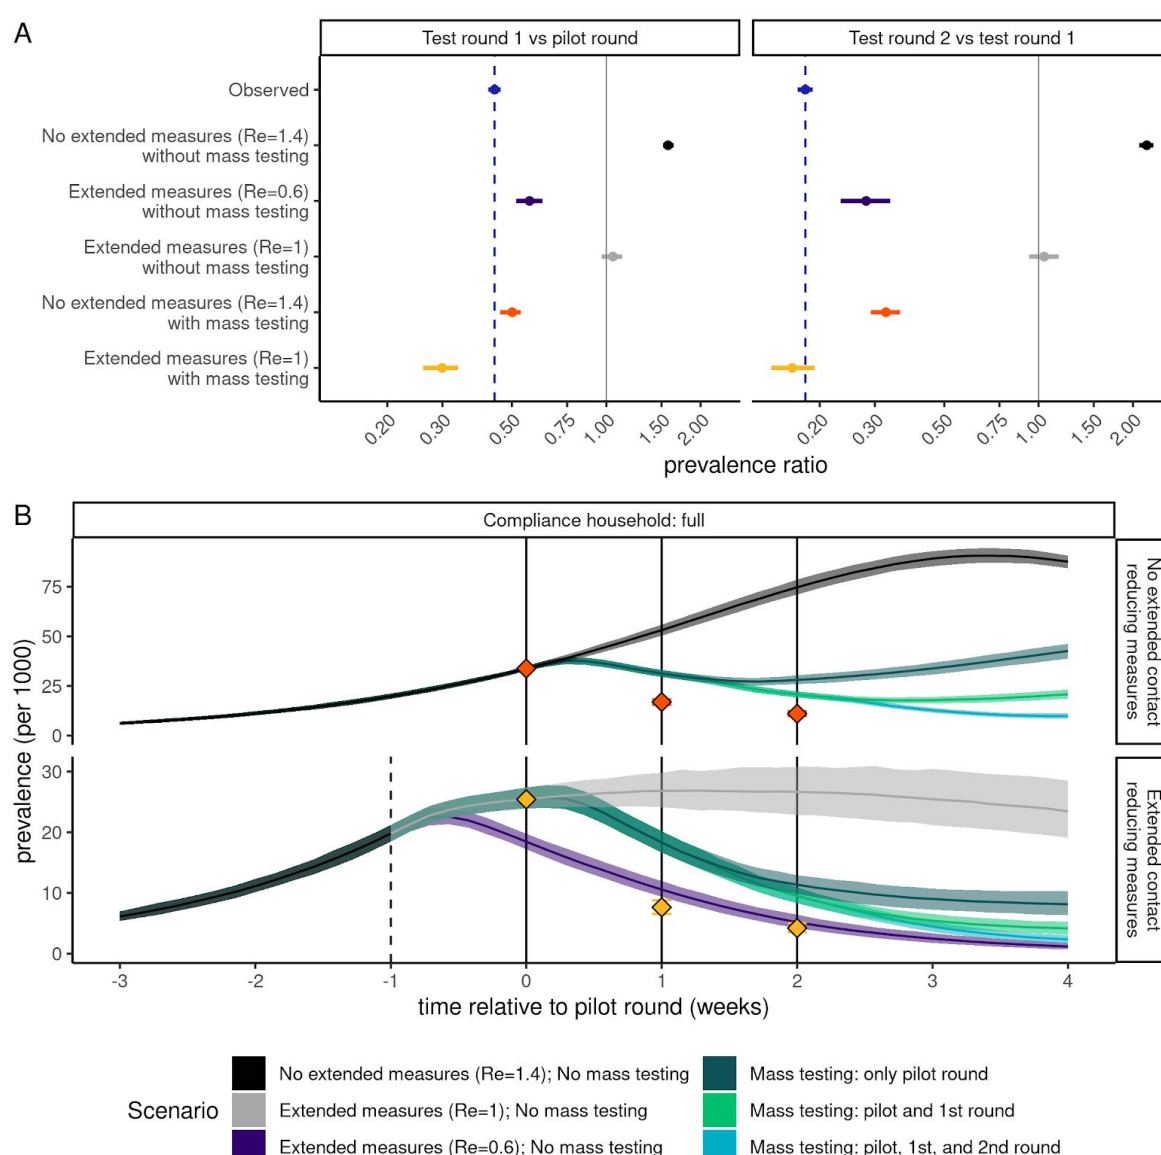 A
Test round 1 vs pilot round
Test round 2 vs test round 1
Observed
No extended measures (Re=1.4)
without mass testing
Extended measures (Re=0.6)
without mass testing
Extended measures (Re=1)
without mass testing
No extended measures (Re=1.4)
with mass testing
Extended measures (Re=1)
with mass testing
0.20 0.30 0.50 0.75 1.00 1.50 2.00
0.20 0.30 0.50 0.75 1.00 1.50 2.00
prevalence ratio
B
Compliance household: full
prevalence (per 1000)
75
50
25
0
No extended contact
reducing measures
30
20
10
0
Extended contact
reducing measures
-3 -2 -1 0 1 2 3 4
time relative to pilot round (weeks)
Scenario
No extended measures (Re=1.4); No mass testing
Extended measures (Re=1); No mass testing
Extended measures (Re=0.6); No mass testing
Mass testing: only pilot round
Mass testing: pilot and 1st round
Mass testing: pilot, 1st, and 2nd round